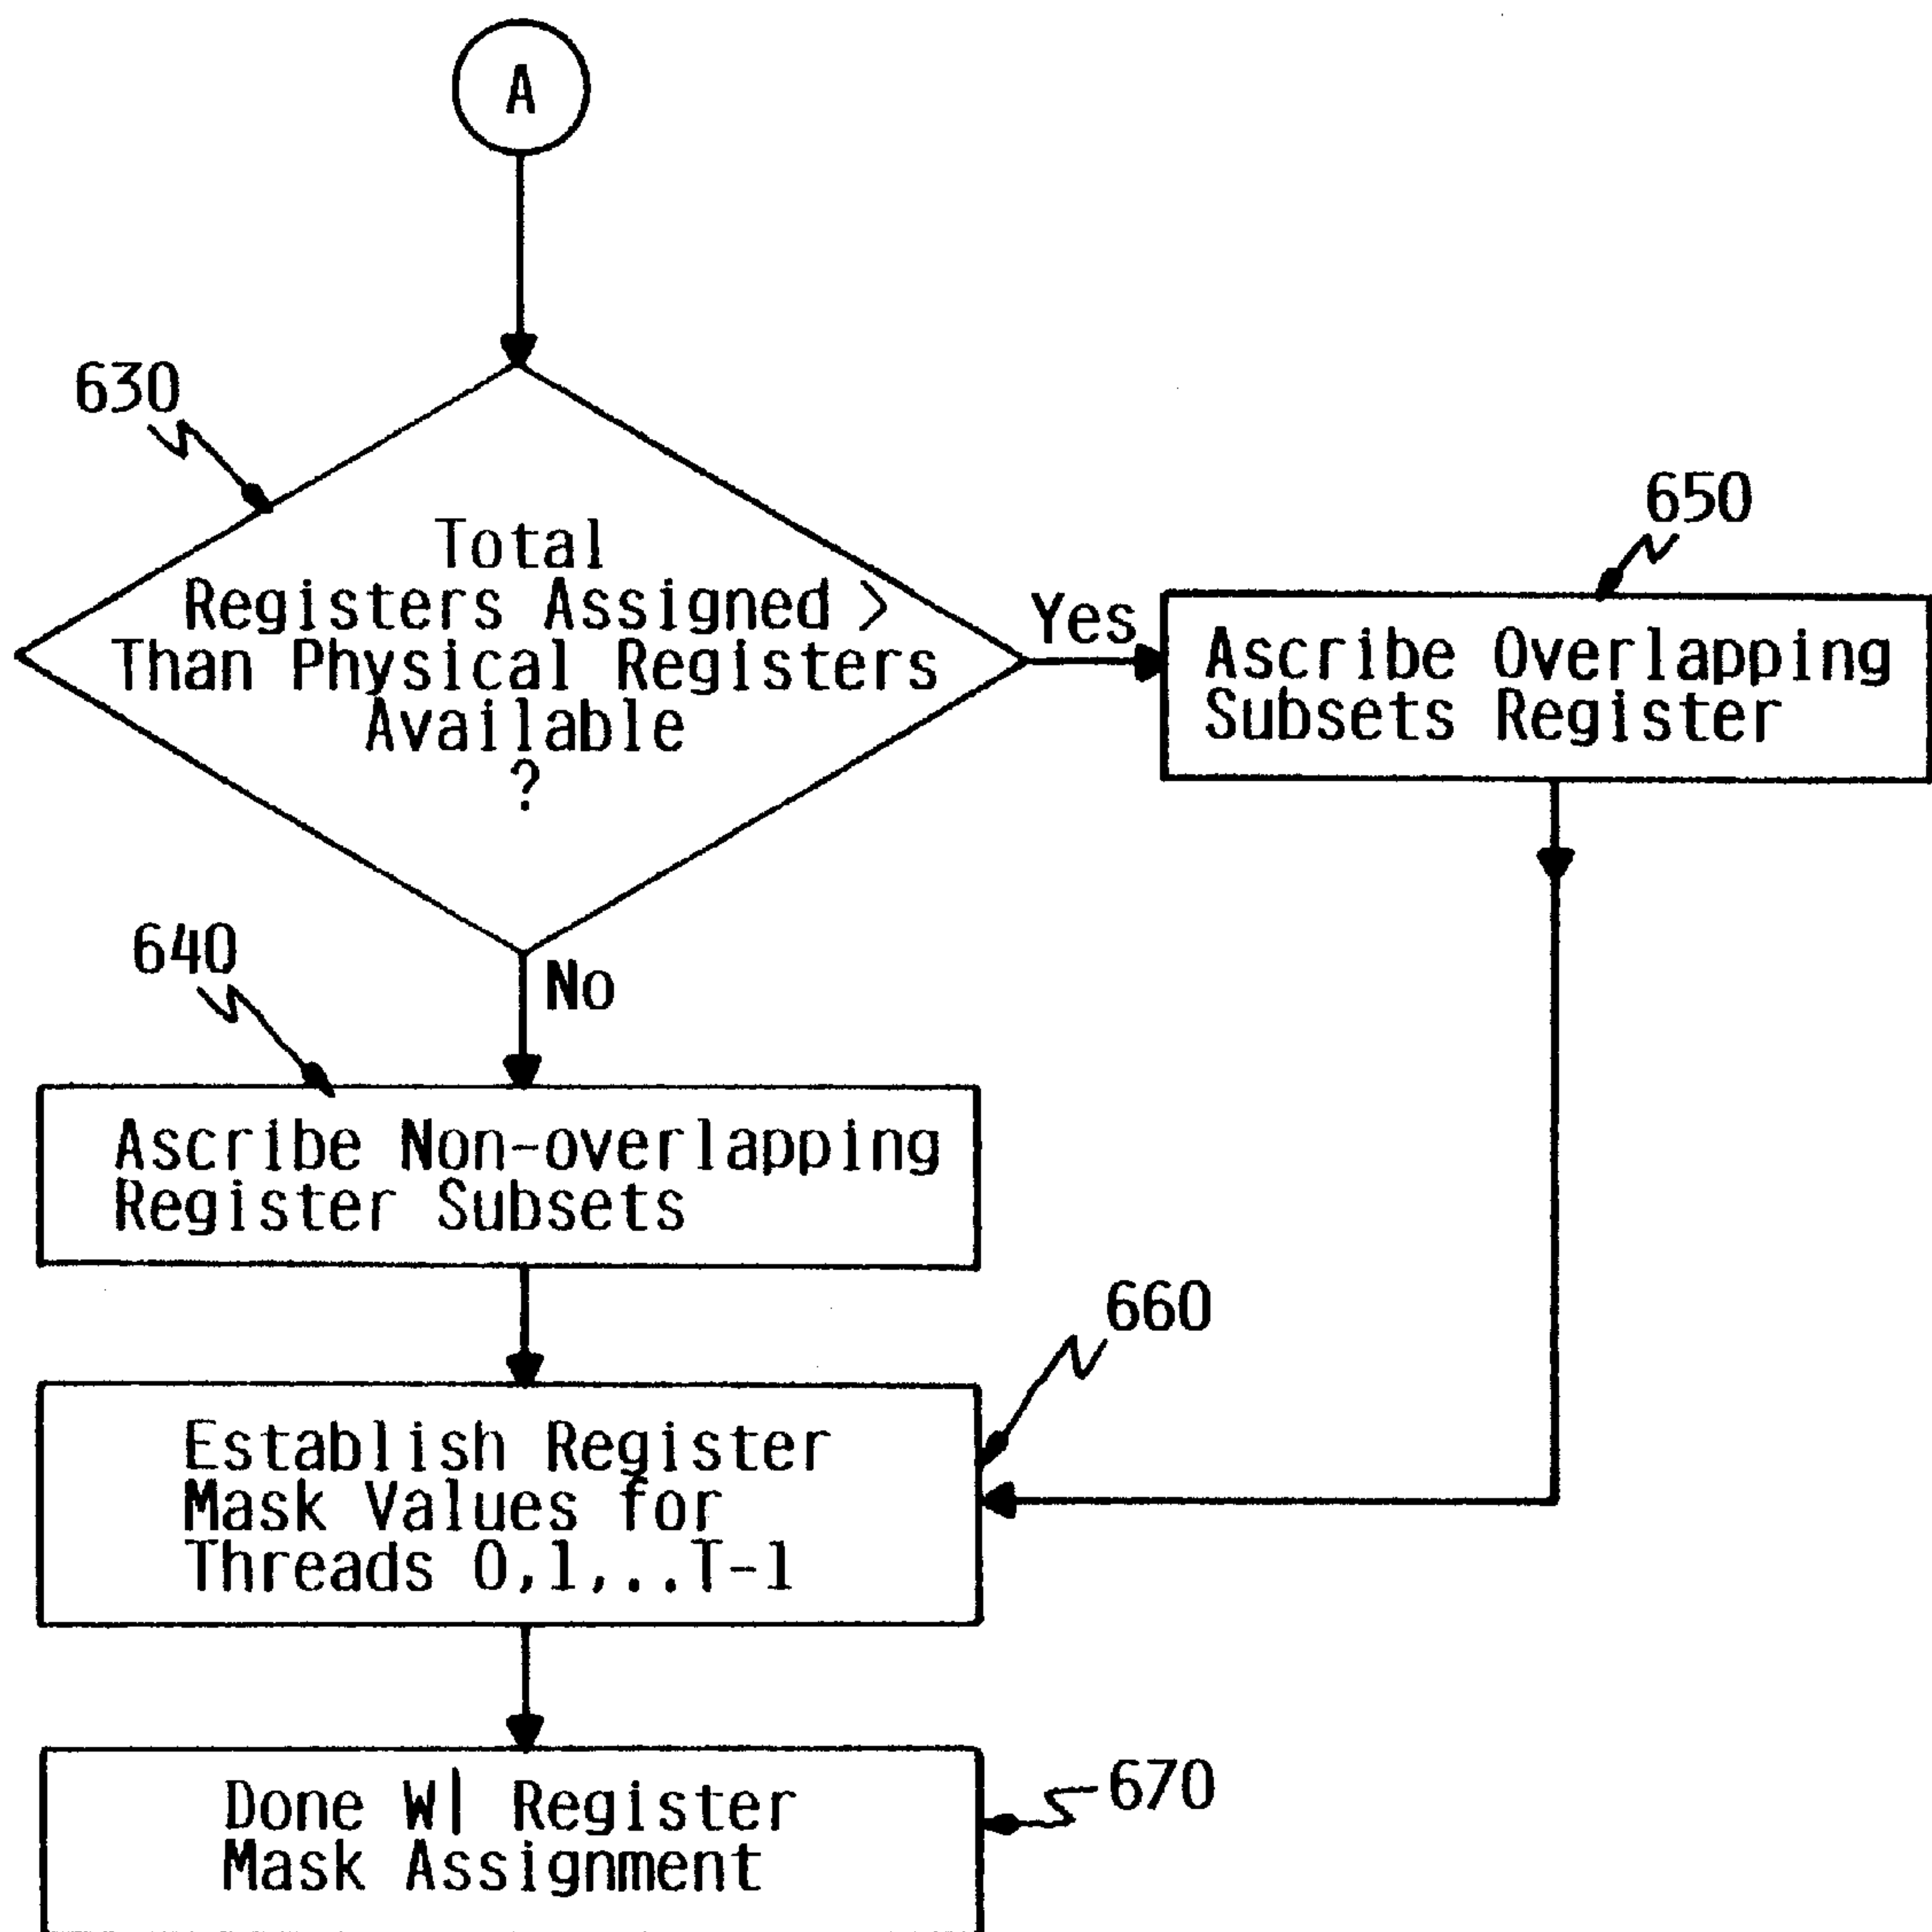 A
630
Total
Registers Assigned >
Than Physical Registers
Available
?
Yes
650
Ascribe Overlapping
Subsets Register
640
No
Ascribe Non-overlapping
Register Subsets
660
Establish Register
Mask Values for
Threads 0,1,..T-1
670
Done W| Register
Mask Assignment